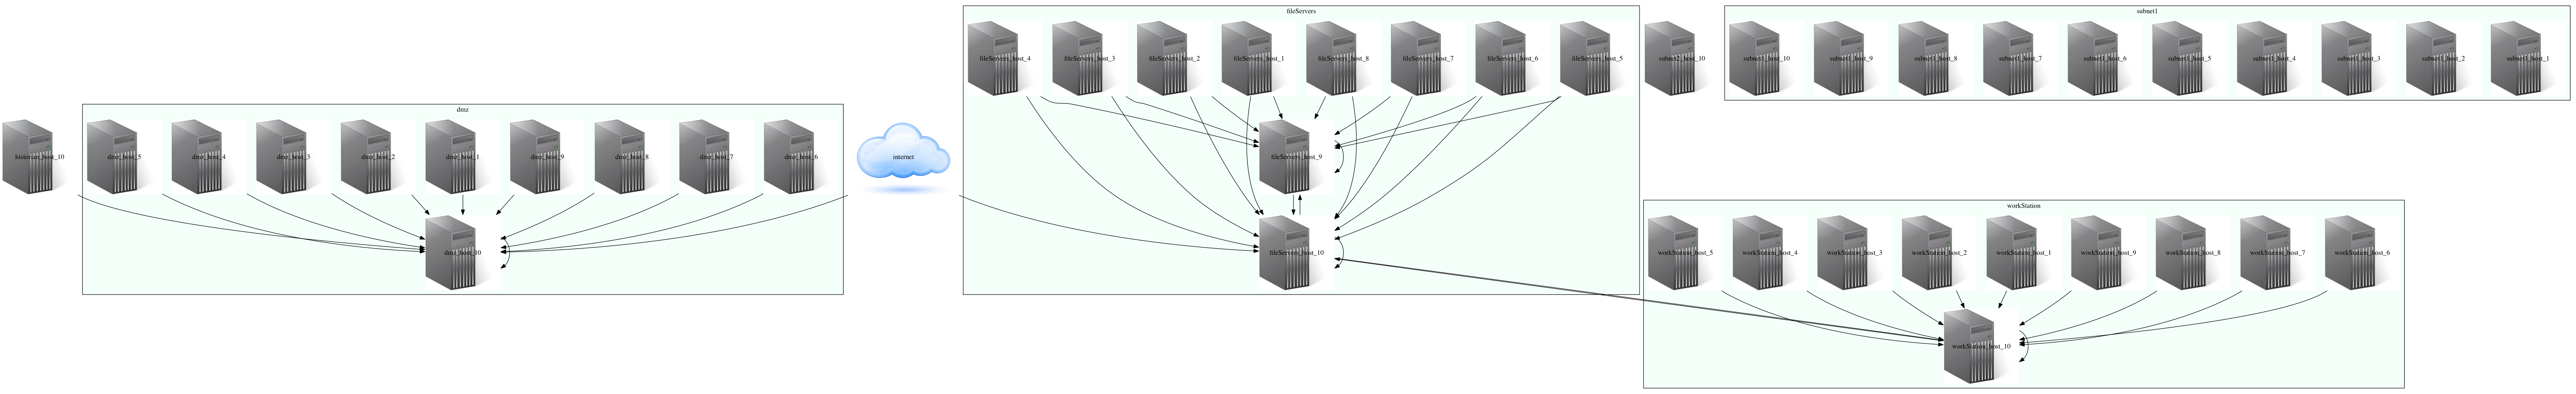 fileServers
subnet1
fileServers_host_4
fileServers_host_3
fileServers_host_2
fileServers_host_1
fileServers_host_8
fileServers_host_7
fileServers_host_6
fileServers_host_5
subnet2_host_10
subnet1_host_10
subnet1_host_9
subnet1_host_8
subnet1_host_7
subnet1_host_6
subnet1_host_5
subnet1_host_4
subnet1_host_3
subnet1_host_2
subnet1_host_1
dmz
historian_host_10
dmz_host_5
dmz_host_4
dmz_host_3
dmz_host_2
dmz_host_1
dmz_host_9
dmz_host_8
dmz_host_7
dmz_host_6
internet
fileServers_host_9
workStation
dmz_host_10
fileServers_host_10
workStation_host_5
workStation_host_4
workStation_host_3
workStation_host_2
workStation_host_1
workStation_host_9
workStation_host_8
workStation_host_7
workStation_host_6
workStation_host_10